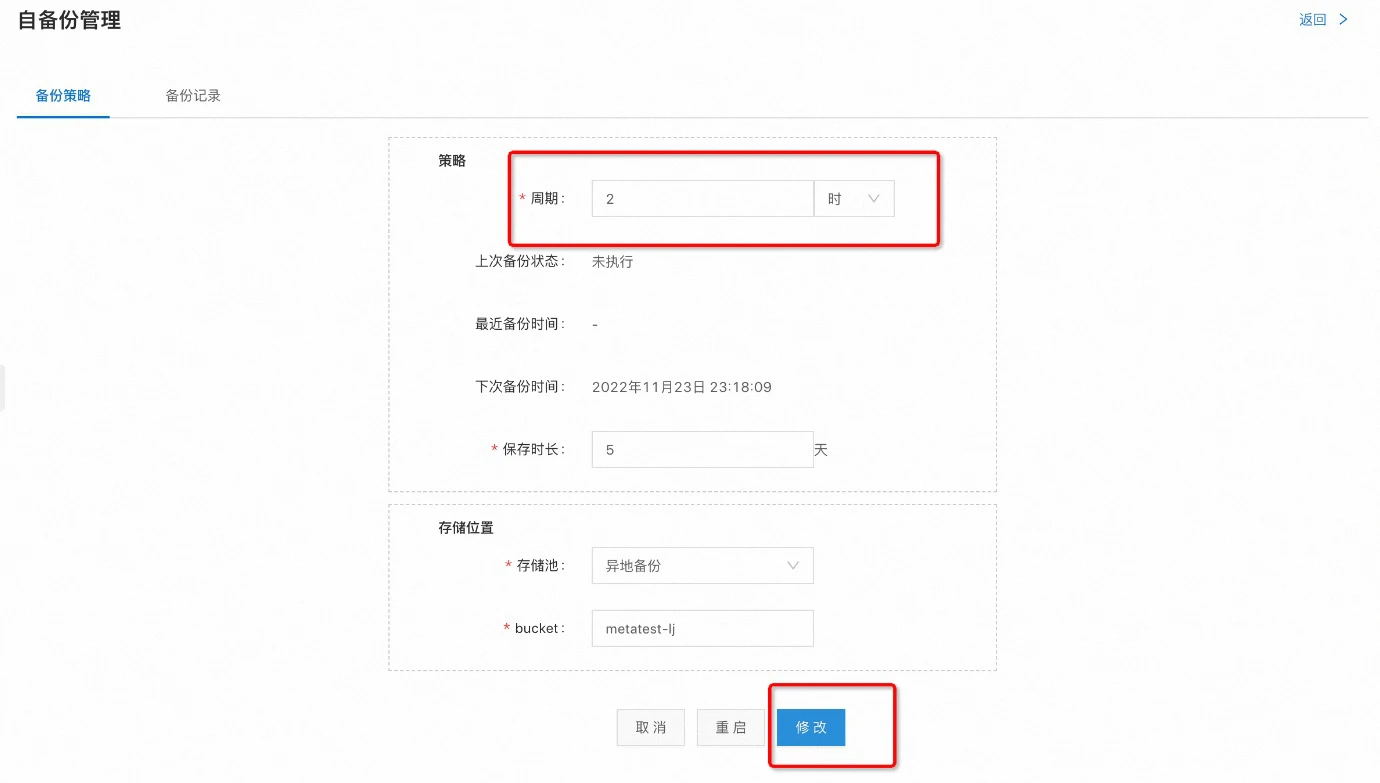 自备份管理
返回
备份策略 备份记录
策略
* 周期： 2 时
上次备份状态： 未执行
最近备份时间： -
下次备份时间： 2022年11月23日 23:18:09
* 保存时长： 5 天
存储位置
* 存储池： 异地备份
* bucket： metatest-lj
取 消 重 启 修 改